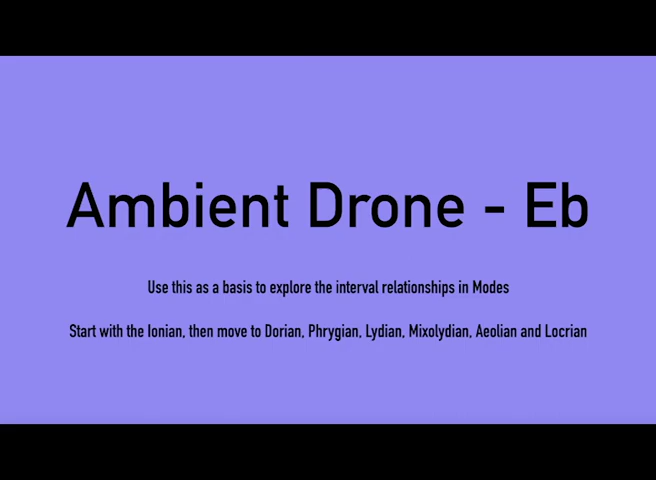 Ambient Drone - Eb
Use this as a basis to explore the interval relationships in Modes
Start with the Ionian, then move to Dorian, Phrygian, Lydian, Mixolydian, Aeolian and Locrian